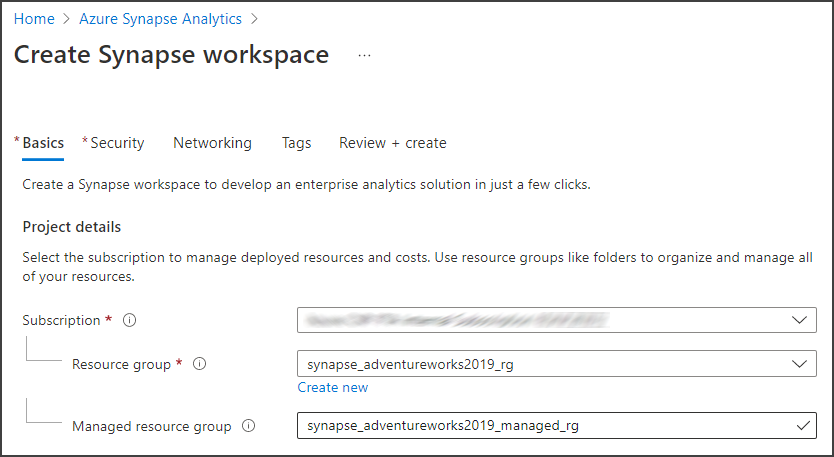 Home > Azure Synapse Analytics >
Create Synapse workspace ...
* Basics * Security Networking Tags Review + create
Create a Synapse workspace to develop an enterprise analytics solution in just a few clicks.
Project details
Select the subscription to manage deployed resources and costs. Use resource groups like folders to organize and manage all
of your resources.
Subscription *
Resource group * synapse_adventureworks2019_rg
Create new
Managed resource group synapse_adventureworks2019_managed_rg